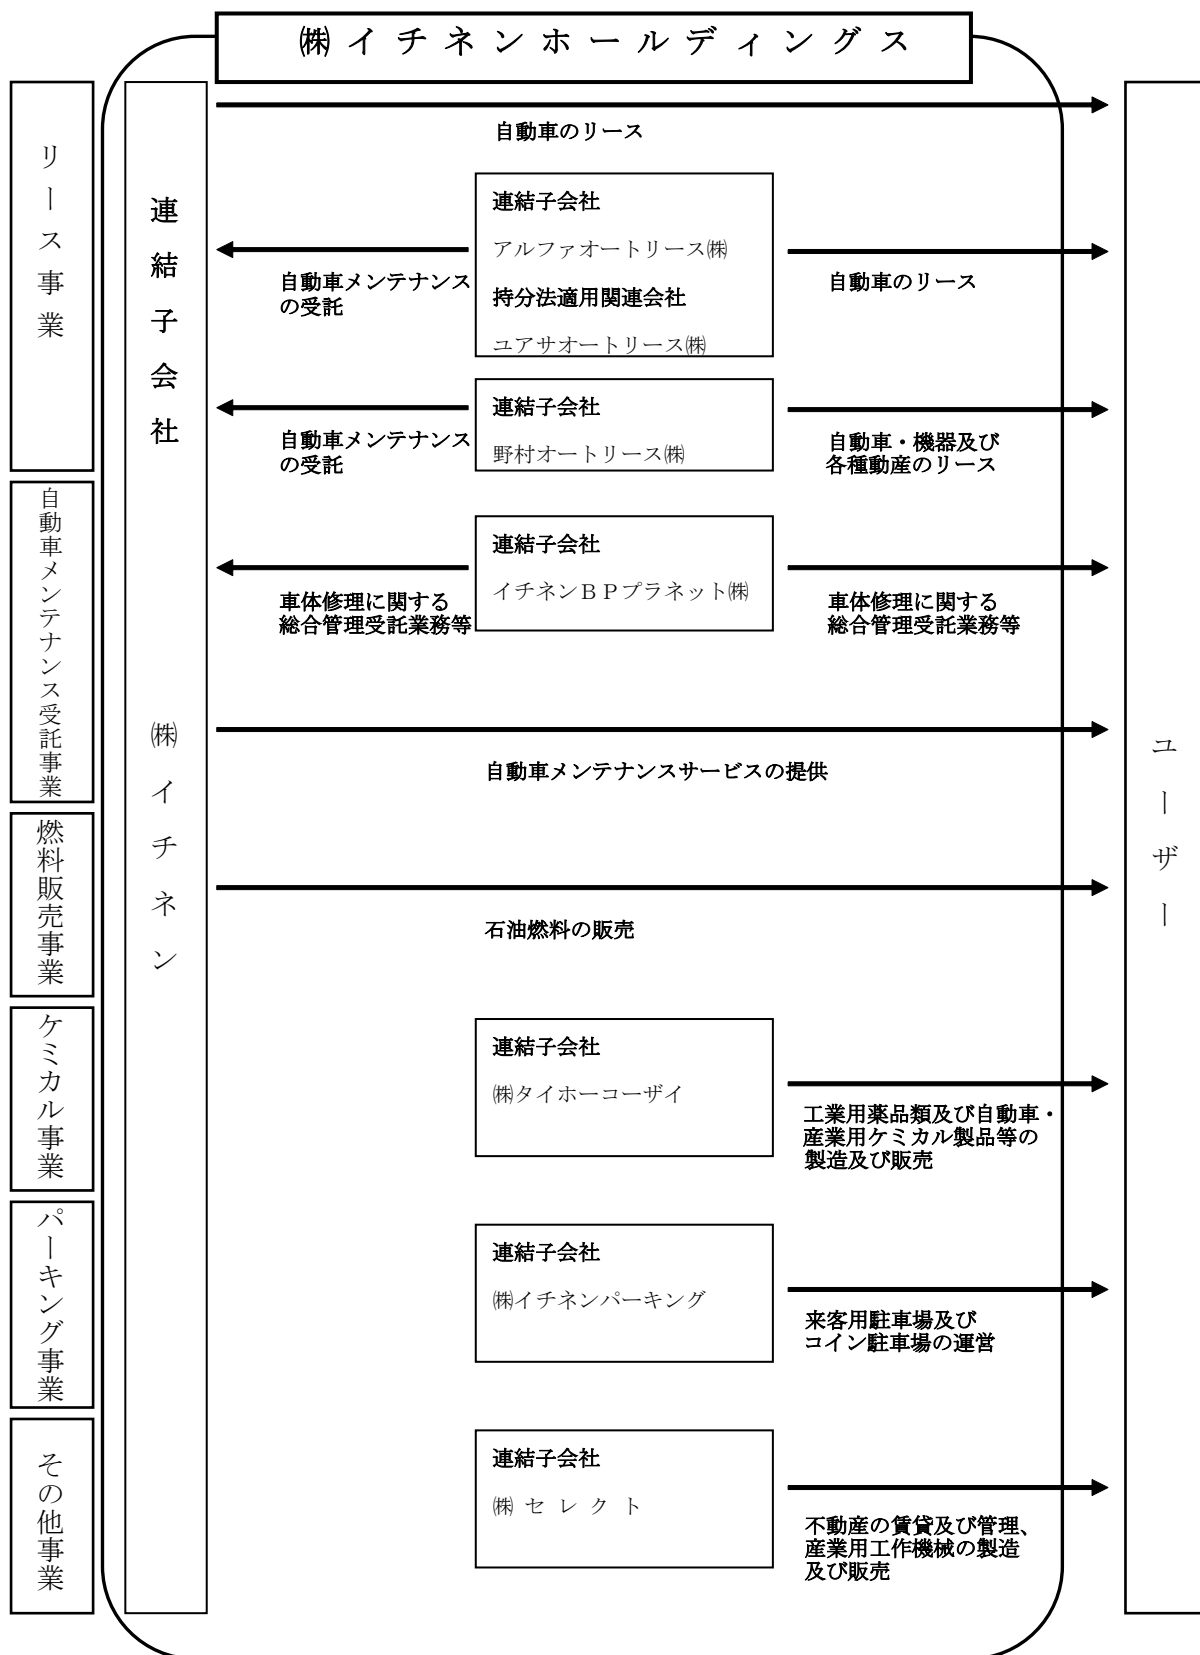 ㈱イチネンホールディングス
リース事業
自動車メンテナンス受託事業
燃料販売事業
ケミカル事業
パーキング事業
その他事業
連結子会社
㈱イチネン
自動車のリース
連結子会社
アルファオートリース㈱
持分法適用関連会社
ユアサオートリース㈱
自動車メンテナンス
の受託
自動車のリース
連結子会社
野村オートリース㈱
自動車メンテナンス
の受託
自動車・機器及び
各種動産のリース
連結子会社
イチネンBPプラネット㈱
車体修理に関する
総合管理受託業務等
車体修理に関する
総合管理受託業務等
自動車メンテナンスサービスの提供
石油燃料の販売
連結子会社
㈱タイホーコーザイ
工業用薬品類及び自動車・
産業用ケミカル製品等の
製造及び販売
連結子会社
㈱イチネンパーキング
来客用駐車場及び
コイン駐車場の運営
連結子会社
㈱セレクト
不動産の賃貸及び管理、
産業用工作機械の製造
及び販売
ユーザー